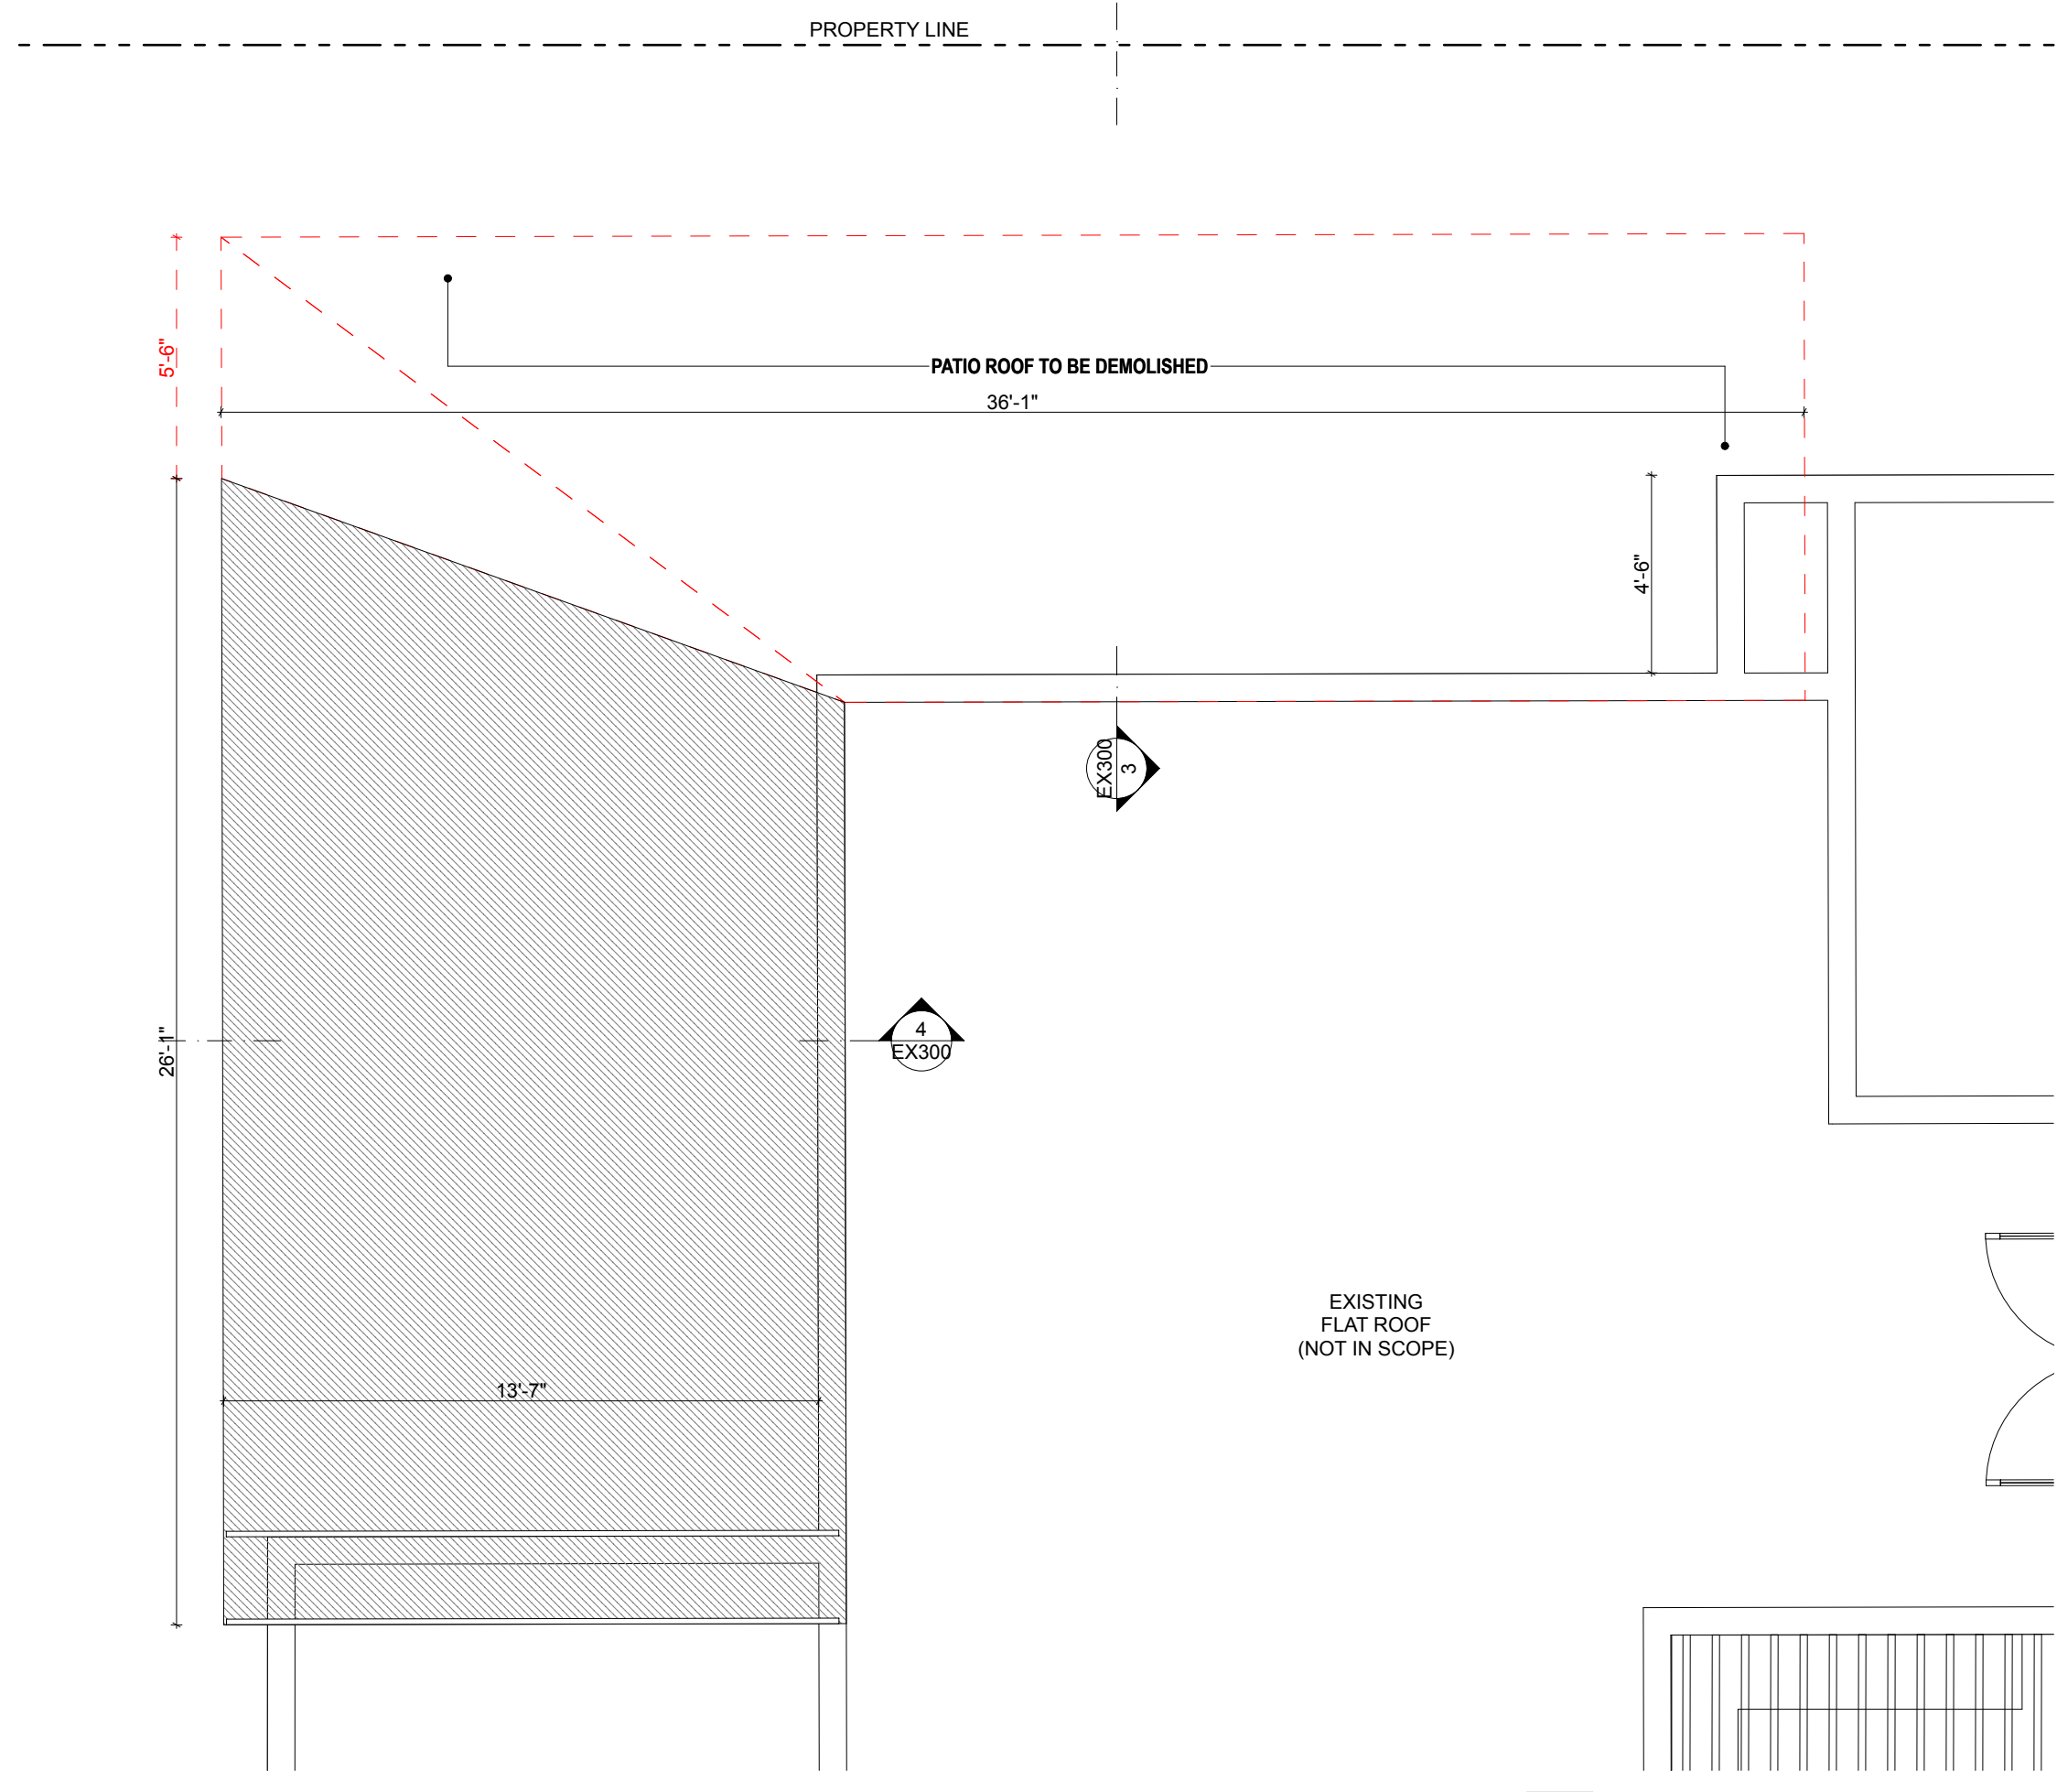 PROPERTY LINE
5'-6"
PATIO ROOF TO BE DEMOLISHED
36'-1"
4'-6"
EX300
3
4
EX300
26'-1"
EXISTING
FLAT ROOF
(NOT IN SCOPE)
13'-7"